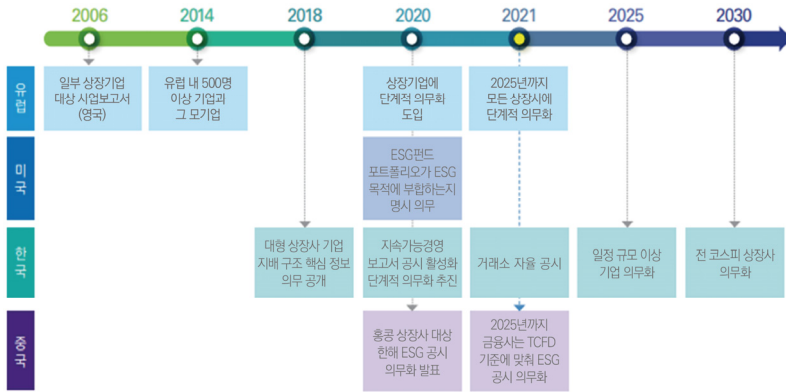 2006
2014
2018
2020
2021
2025
2030
유럽
일부 상장기업
대상 사업보고서
(영국)
유럽 내 500명
이상 기업과
그 모기업
상장기업에
단계적 의무회
도입
2025년까지
모든 상장사에
단계적 의무화
미국
ESG펀드
포트폴리오가 ESG
목적에 부합하는지
명시 의무
한국
대형 상장사 기업
지배 구조 핵심 정보
의무 공개
지속가능경영
보고서 공시 활성화
단계적 의무화 추진
거래소 자율 공시
일정 규모 이상
기업 의무화
전 코스피 상장사
의무화
중국
홍콩 상장사 대상
한해 ESG 공시
의무화 발표
2025년까지
금융사는 TCFD
기준에 맞춰 ESG
공시 의무화